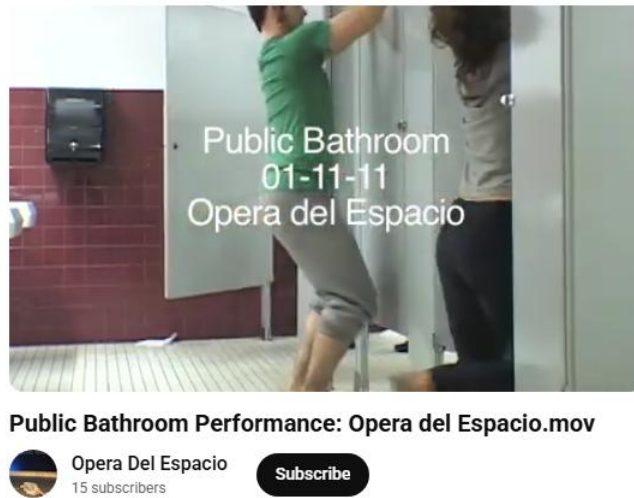 Public Bathroom
01-11-11
Opera del Espacio
Public Bathroom Performance: Opera del Espacio.mov
Opera Del Espacio
15 subscribers
Subscribe